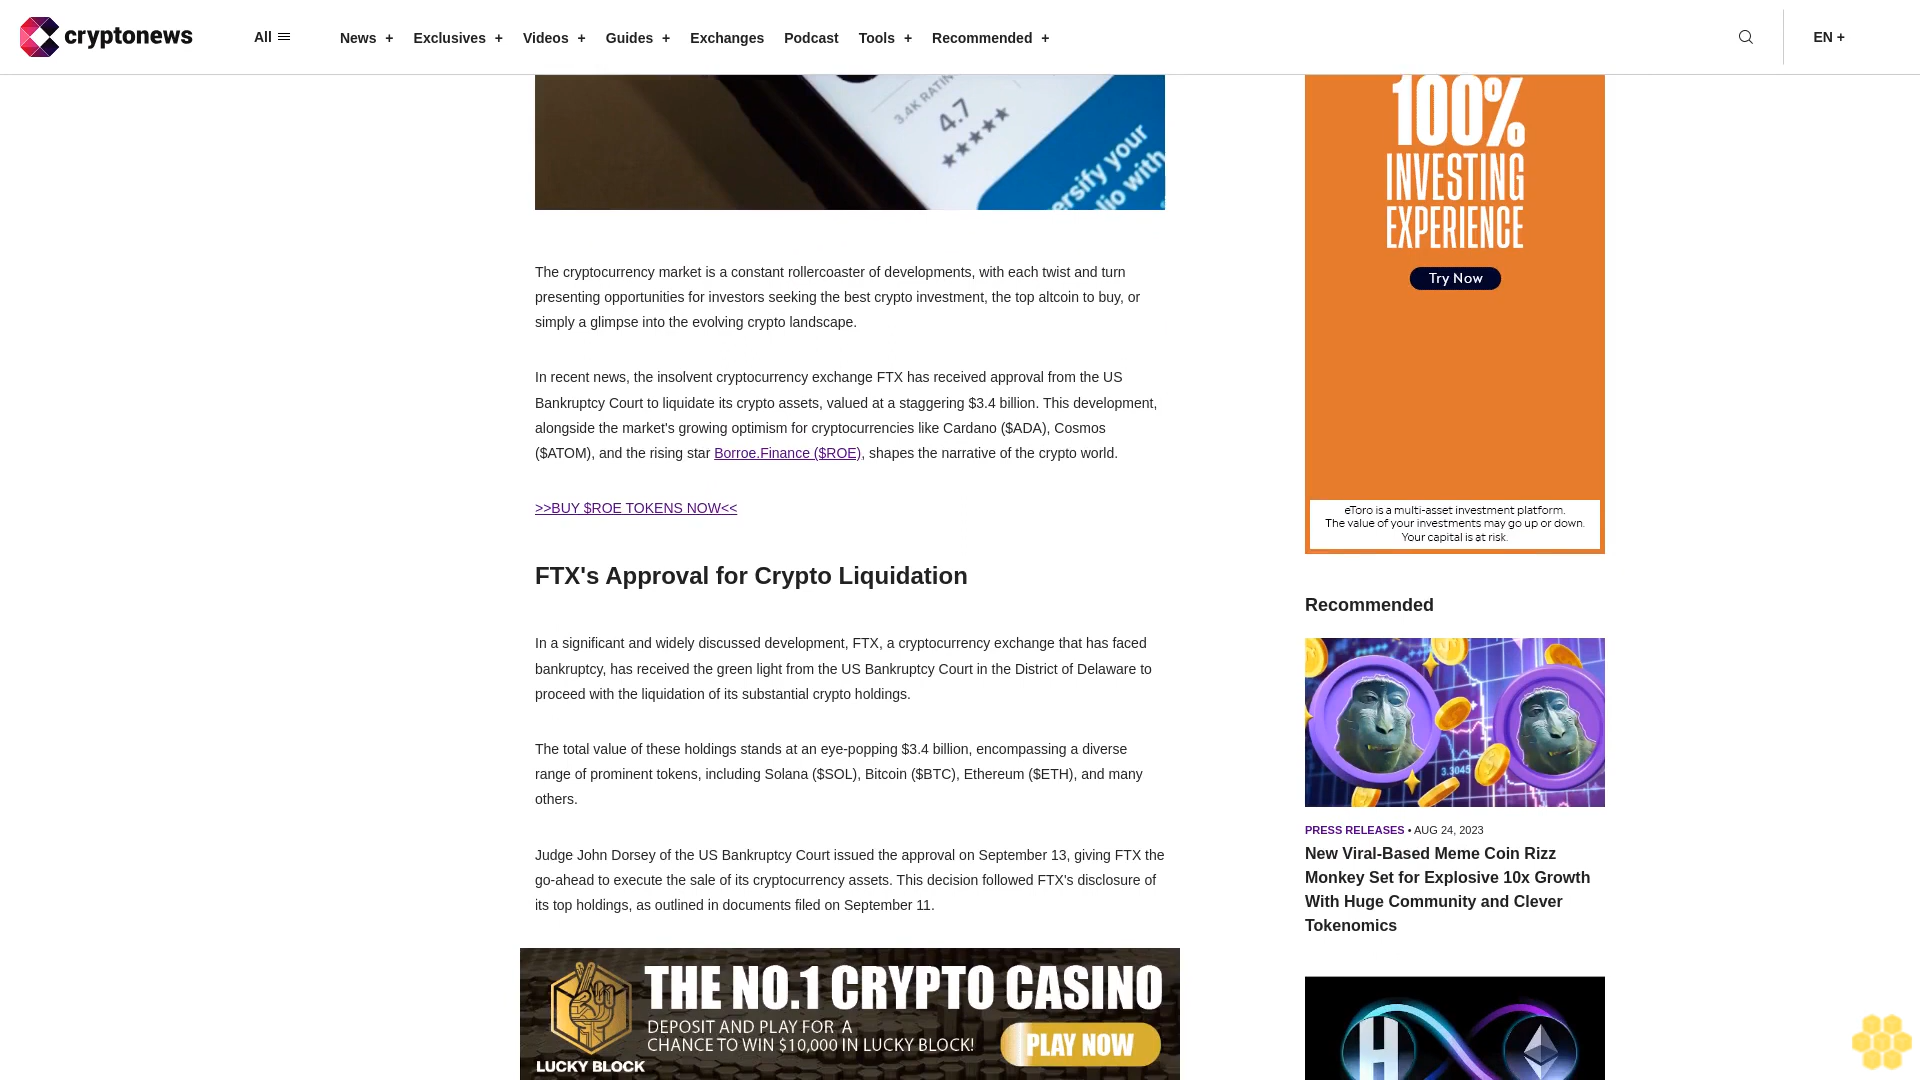 cryptonews
All
News +
Exclusives +
Videos +
Guides +
Exchanges
Podcast
Tools +
Recommended +
EN +
3.4K RATIN
4.7
★★★★★
ersify your
lio with
The cryptocurrency market is a constant rollercoaster of developments, with each twist and turn
presenting opportunities for investors seeking the best crypto investment, the top altcoin to buy, or
simply a glimpse into the evolving crypto landscape.
In recent news, the insolvent cryptocurrency exchange FTX has received approval from the US
Bankruptcy Court to liquidate its crypto assets, valued at a staggering $3.4 billion. This development,
alongside the market's growing optimism for cryptocurrencies like Cardano ($ADA), Cosmos
($ATOM), and the rising star Borroe.Finance ($ROE), shapes the narrative of the crypto world.
>>BUY $ROE TOKENS NOW<<
FTX's Approval for Crypto Liquidation
In a significant and widely discussed development, FTX, a cryptocurrency exchange that has faced
bankruptcy, has received the green light from the US Bankruptcy Court in the District of Delaware to
proceed with the liquidation of its substantial crypto holdings.
The total value of these holdings stands at an eye-popping $3.4 billion, encompassing a diverse
range of prominent tokens, including Solana ($SOL), Bitcoin ($BTC), Ethereum ($ETH), and many
others.
Judge John Dorsey of the US Bankruptcy Court issued the approval on September 13, giving FTX the
go-ahead to execute the sale of its cryptocurrency assets. This decision followed FTX's disclosure of
its top holdings, as outlined in documents filed on September 11.
THE NO.1 CRYPTO CASINO
DEPOSIT AND PLAY FOR A
CHANCE TO WIN $10,000 IN LUCKY BLOCK!
PLAY NOW
LUCKY BLOCK
100%
INVESTING
EXPERIENCE
Try Now
eToro is a multi-asset investment platform.
The value of your investments may go up or down.
Your capital is at risk.
Recommended
3.3045
PRESS RELEASES • AUG 24, 2023
New Viral-Based Meme Coin Rizz
Monkey Set for Explosive 10x Growth
With Huge Community and Clever
Tokenomics